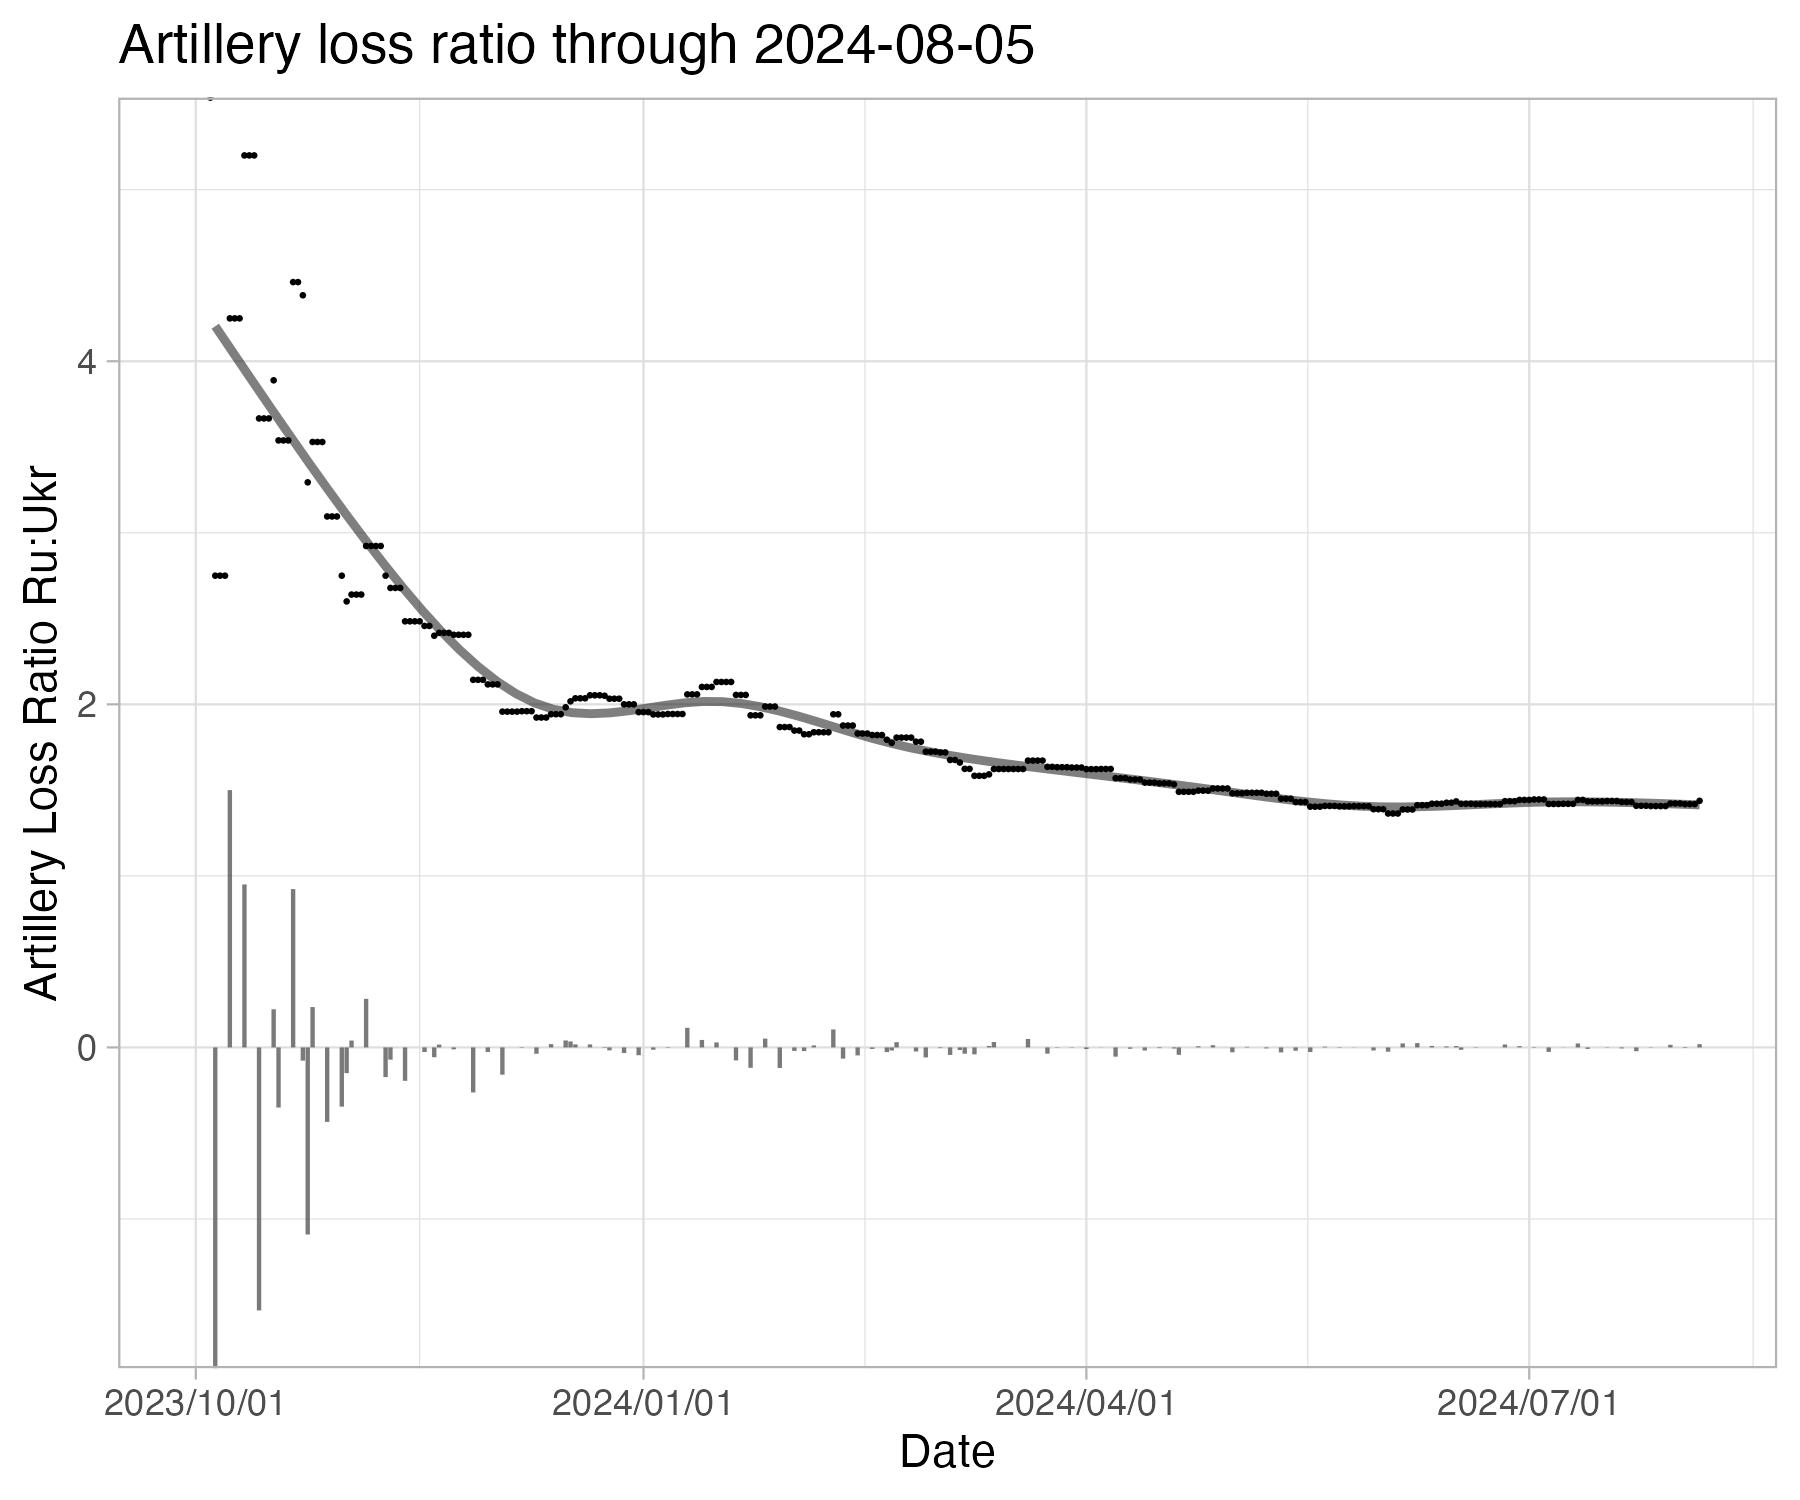 Artillery loss ratio through 2024-08-05
Artillery Loss Ratio Ru:Ukr
4
2
0
2023/10/01
2024/01/01
2024/04/01
2024/07/01
Date